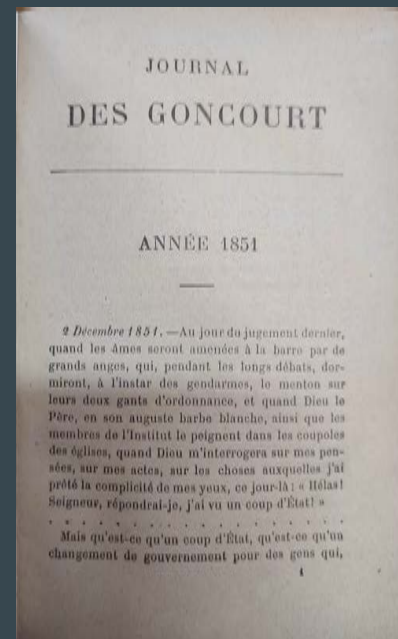 JOURNAL
DES GONCOURT
ANNÉE 1851
2 Décembre 1851. — Au jour du jugement dernier,
quand les âmes seront amenées à la barre par de
grands anges, qui, pendant les longs débats, dor-
miront, à l'instar des gendarmes, le menton sur
leurs deux gants d'ordonnance, et quand Dieu le
Père, en son auguste barbe blanche, ainsi que les
membres de l'Institut le peignent dans les coupoles
des églises, quand Dieu m'interrogera sur mes pen-
sées, sur mes actes, sur les choses auxquelles j'ai
prêté la complicité de mes yeux, ce jour-là : « Hélas!
Seigneur, répondrai-je, j'ai vu un coup d'État! »
. . . . . . . . . . . . . . . . . .
Mais qu'est-ce qu'un coup d'État, qu'est-ce qu'un
changement de gouvernement pour des gens qui,
1